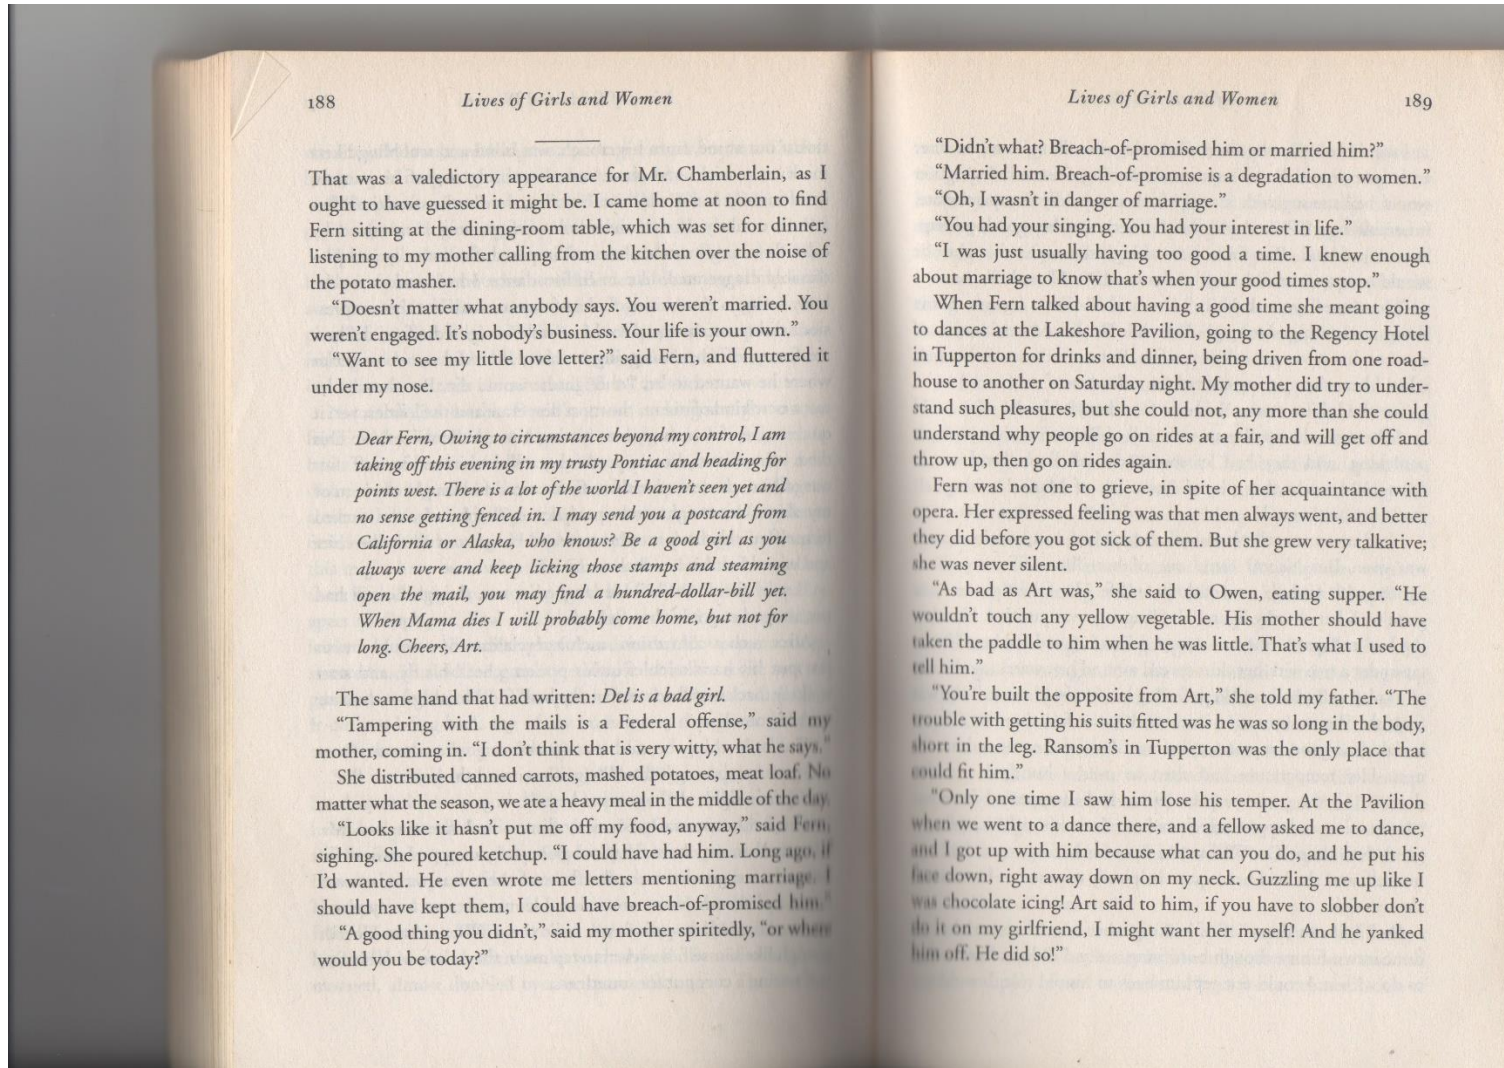 188
Lives of Girls and Women
That was a valedictory appearance for Mr. Chamberlain, as I
ought to have guessed it might be. I came home at noon to find
Fern sitting at the dining-room table, which was set for dinner,
listening to my mother calling from the kitchen over the noise of
the potato masher.
“Doesn’t matter what anybody says. You weren’t married. You
weren’t engaged. It’s nobody’s business. Your life is your own.”
“Want to see my little love letter?” said Fern, and fluttered it
under my nose.
Dear Fern, Owing to circumstances beyond my control, I am
taking off this evening in my trusty Pontiac and heading for
points west. There is a lot of the world I haven’t seen yet and
no sense getting fenced in. I may send you a postcard from
California or Alaska, who knows? Be a good girl as you
always were and keep licking those stamps and steaming
open the mail, you may find a hundred-dollar-bill yet.
When Mama dies I will probably come home, but not for
long. Cheers, Art.
The same hand that had written: Del is a bad girl.
“Tampering with the mails is a Federal offense,” said my
mother, coming in. “I don’t think that is very witty, what he says.”
She distributed canned carrots, mashed potatoes, meat loaf. No
matter what the season, we ate a heavy meal in the middle of the day.
“Looks like it hasn’t put me off my food, anyway,” said Fern,
sighing. She poured ketchup. “I could have had him. Long ago, if
I’d wanted. He even wrote me letters mentioning marriage. I
should have kept them, I could have breach-of-promised him.”
“A good thing you didn’t,” said my mother spiritedly, “or where
would you be today?”
Lives of Girls and Women
189
“Didn’t what? Breach-of-promised him or married him?”
“Married him. Breach-of-promise is a degradation to women.”
“Oh, I wasn’t in danger of marriage.”
“You had your singing. You had your interest in life.”
“I was just usually having too good a time. I knew enough
about marriage to know that’s when your good times stop.”
When Fern talked about having a good time she meant going
to dances at the Lakeshore Pavilion, going to the Regency Hotel
in Tupperton for drinks and dinner, being driven from one road-
house to another on Saturday night. My mother did try to under-
stand such pleasures, but she could not, any more than she could
understand why people go on rides at a fair, and will get off and
throw up, then go on rides again.
Fern was not one to grieve, in spite of her acquaintance with
opera. Her expressed feeling was that men always went, and better
they did before you got sick of them. But she grew very talkative;
she was never silent.
“As bad as Art was,” she said to Owen, eating supper. “He
wouldn’t touch any yellow vegetable. His mother should have
taken the paddle to him when he was little. That’s what I used to
tell him.”
“You’re built the opposite from Art,” she told my father. “The
trouble with getting his suits fitted was he was so long in the body,
short in the leg. Ransom’s in Tupperton was the only place that
could fit him.”
“Only one time I saw him lose his temper. At the Pavilion
when we went to a dance there, and a fellow asked me to dance,
and I got up with him because what can you do, and he put his
face down, right away down on my neck. Guzzling me up like I
was chocolate icing! Art said to him, if you have to slobber don’t
do it on my girlfriend, I might want her myself! And he yanked
him off. He did so!”